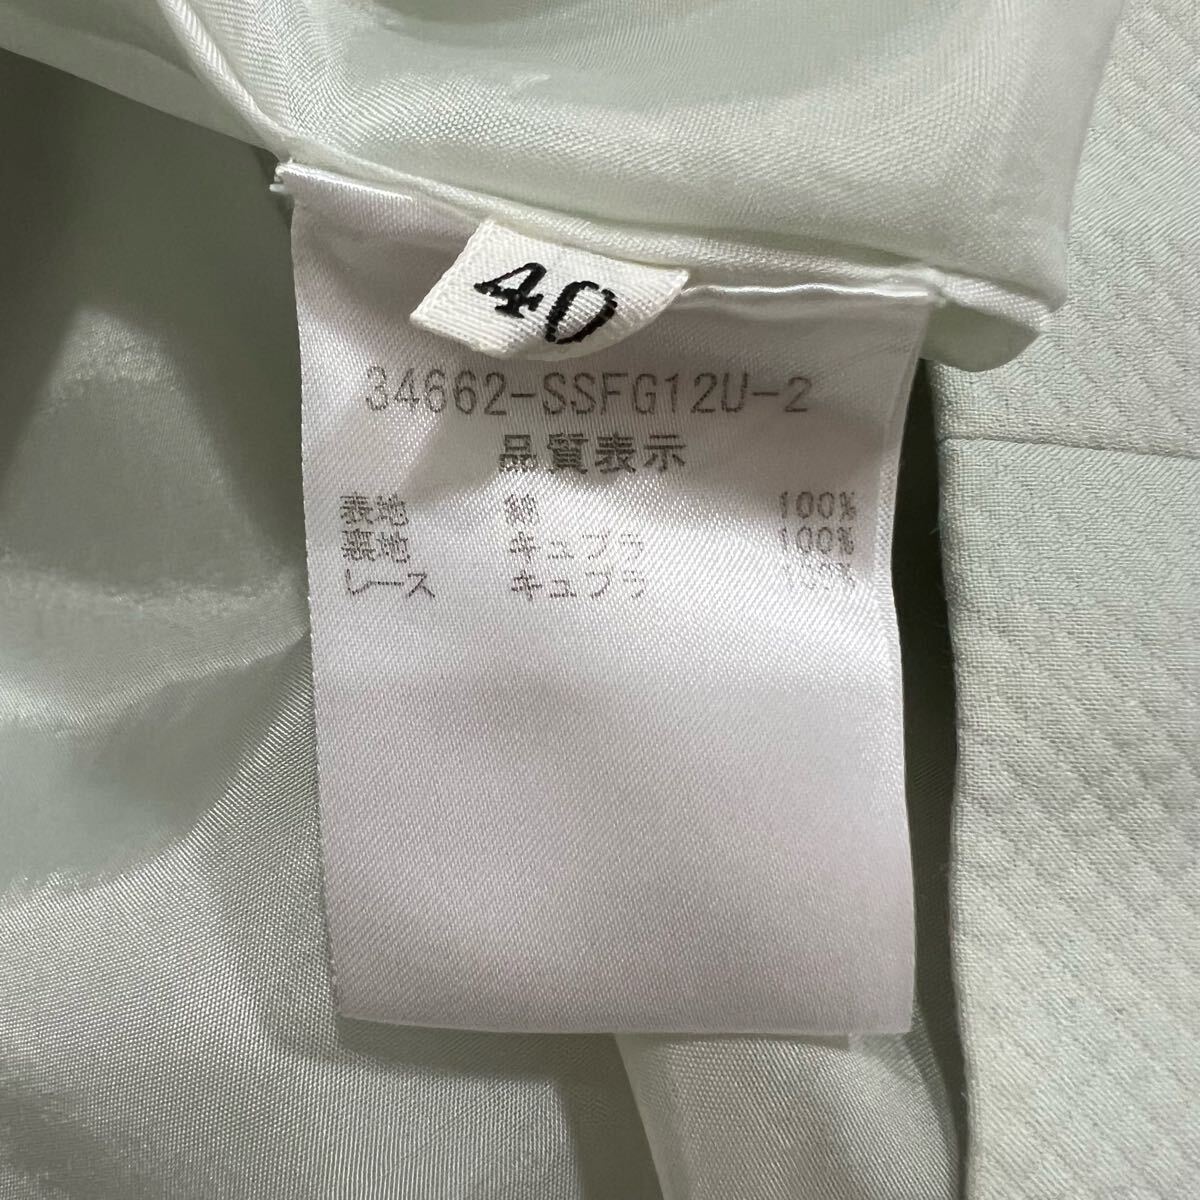 40
34662-SSFG12U-2
品質表示
表地 綿 100%
裏地 キュプラ 100%
レース キュプラ 100%